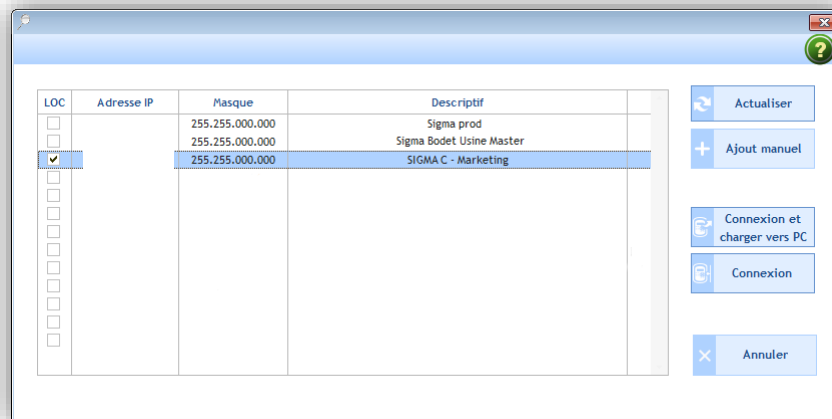 ?
LOC Adresse IP Masque Descriptif
255.255.000.000 Sigma prod
255.255.000.000 Sigma Bodet Usine Master
255.255.000.000 SIGMA C - Marketing
Actualiser
Ajout manuel
Connexion et
charger vers PC
Connexion
Annuler